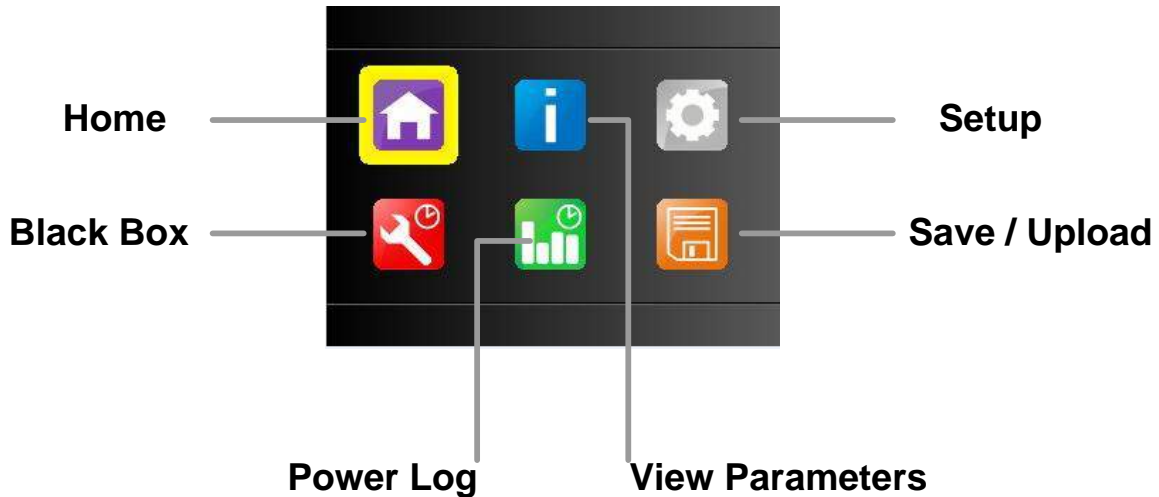 Home
i
Setup
Black Box
Save / Upload
Power Log
View Parameters